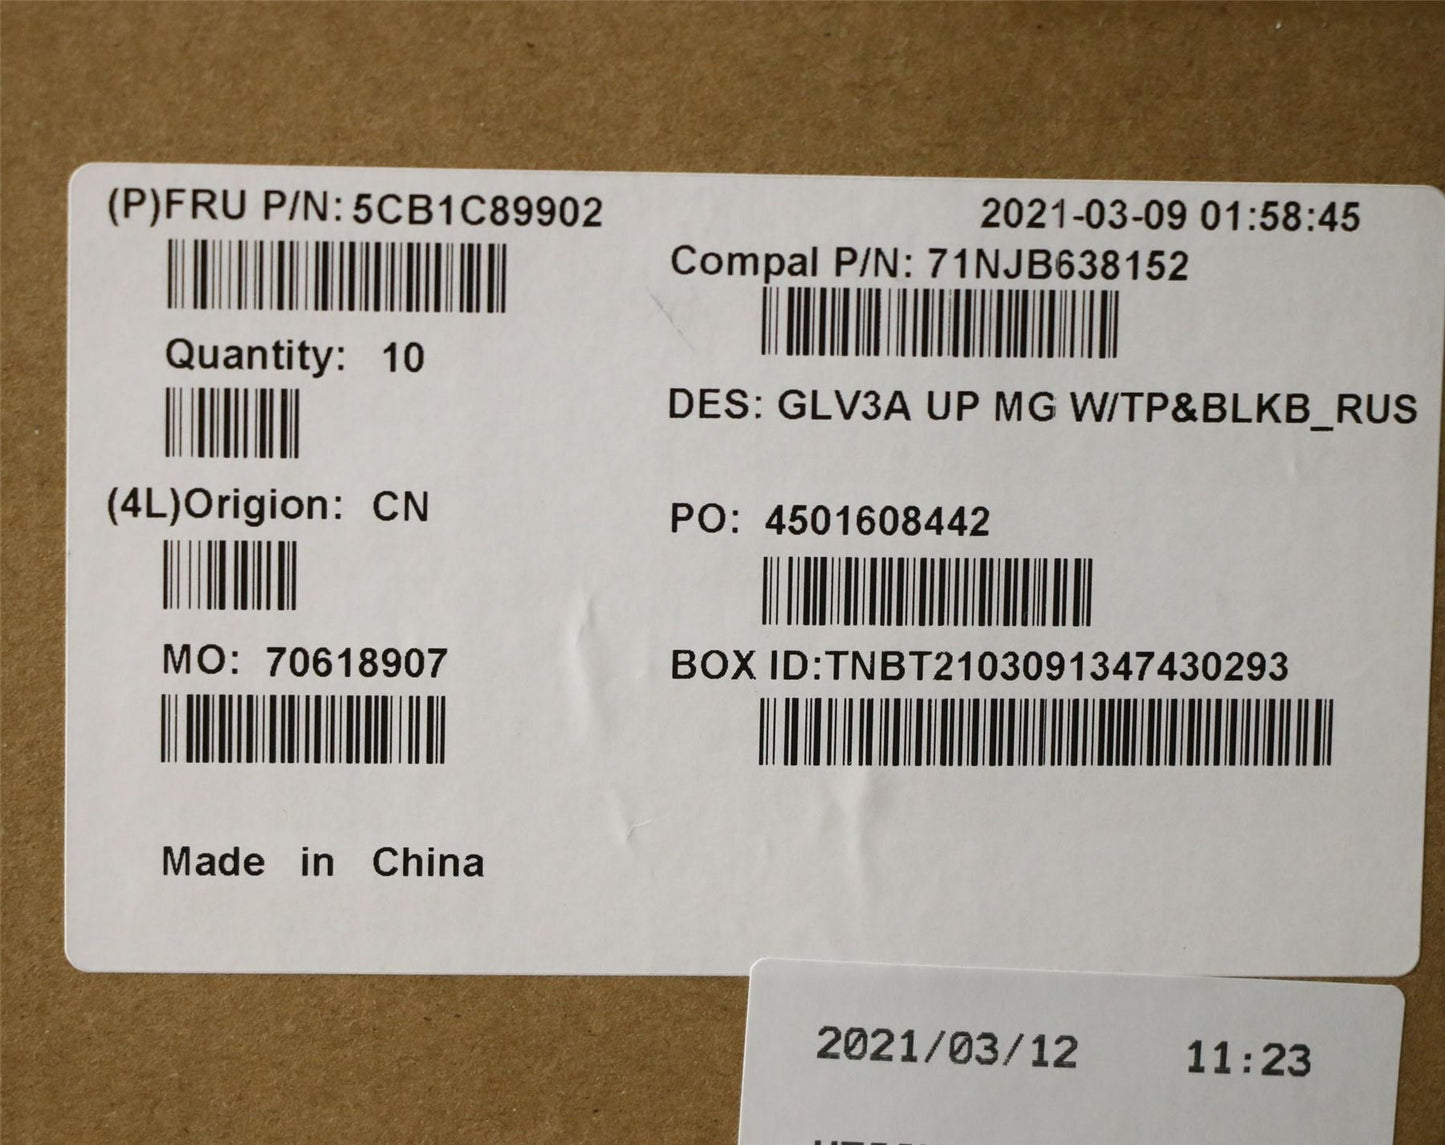 (P)FRU P/N: 5CB1C89902
2021-03-09 01:58:45
Compal P/N: 71NJB638152
Quantity: 10
DES: GLV3A UP MG W/TP&BLKB_RUS
(4L)Origion: CN
PO: 4501608442
MO: 70618907
BOX ID:TNBT2103091347430293
Made in China
2021/03/12 11:23